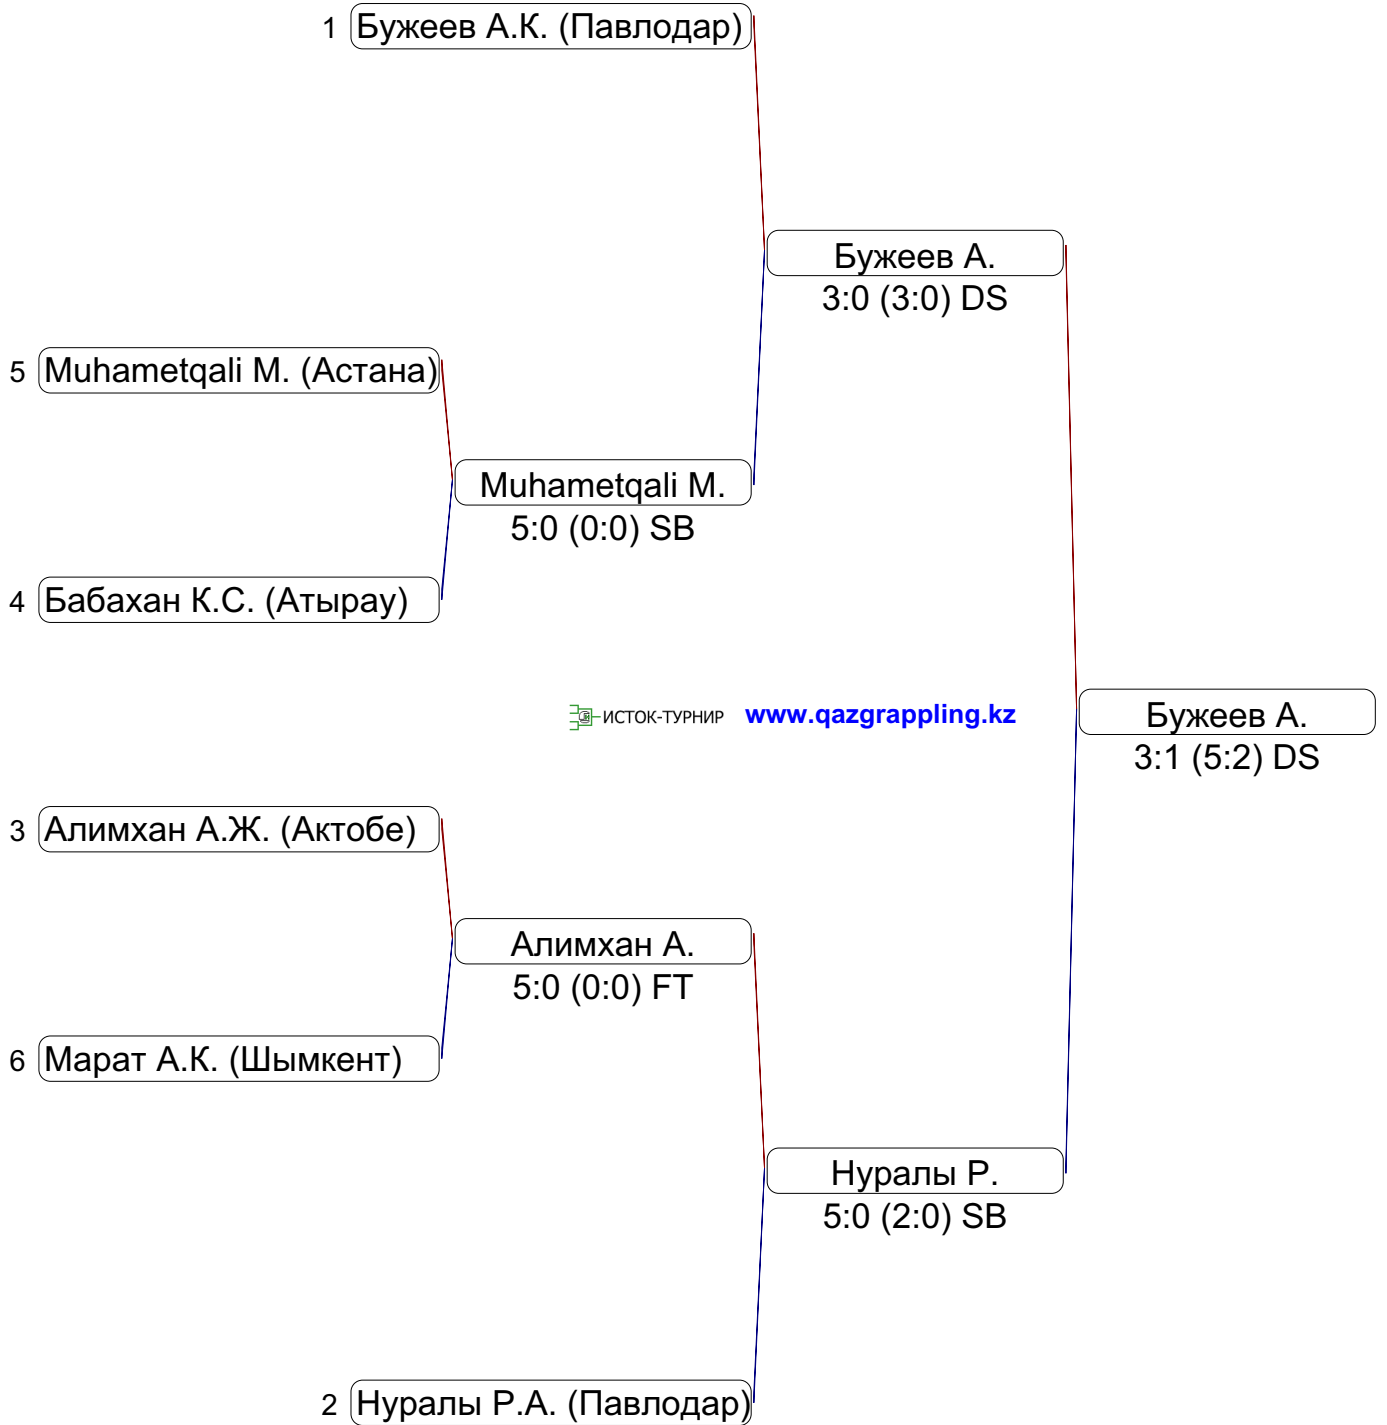 1 Бужеев А.К. (Павлодар)
Бужеев А.
3:0 (3:0) DS
5 Muhametqali M. (Астана)
Muhametqali M.
5:0 (0:0) SB
4 Бабахан К.С. (Атырау)
ИСТОК-ТУРНИР www.qazgrappling.kz
Бужеев А.
3:1 (5:2) DS
3 Алимхан А.Ж. (Актобе)
Алимхан А.
5:0 (0:0) FT
6 Марат А.К. (Шымкент)
Нуралы Р.
5:0 (2:0) SB
2 Нуралы Р.А. (Павлодар)